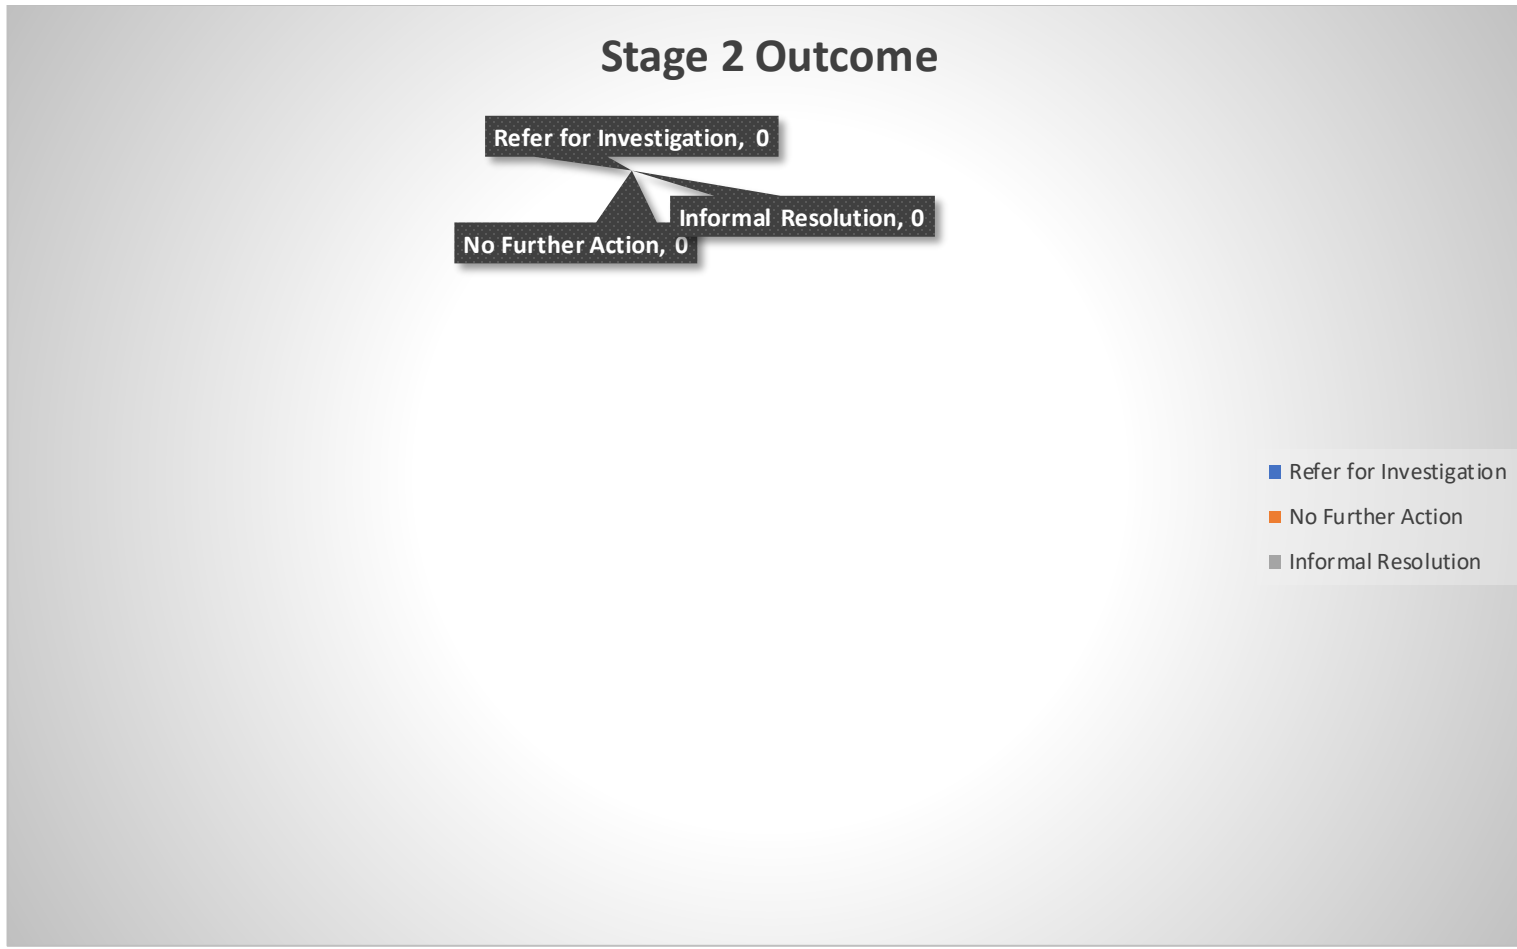 Stage 2 Outcome
Refer for Investigation, 0
Informal Resolution, 0
No Further Action, 0
Refer for Investigation
No Further Action
Informal Resolution